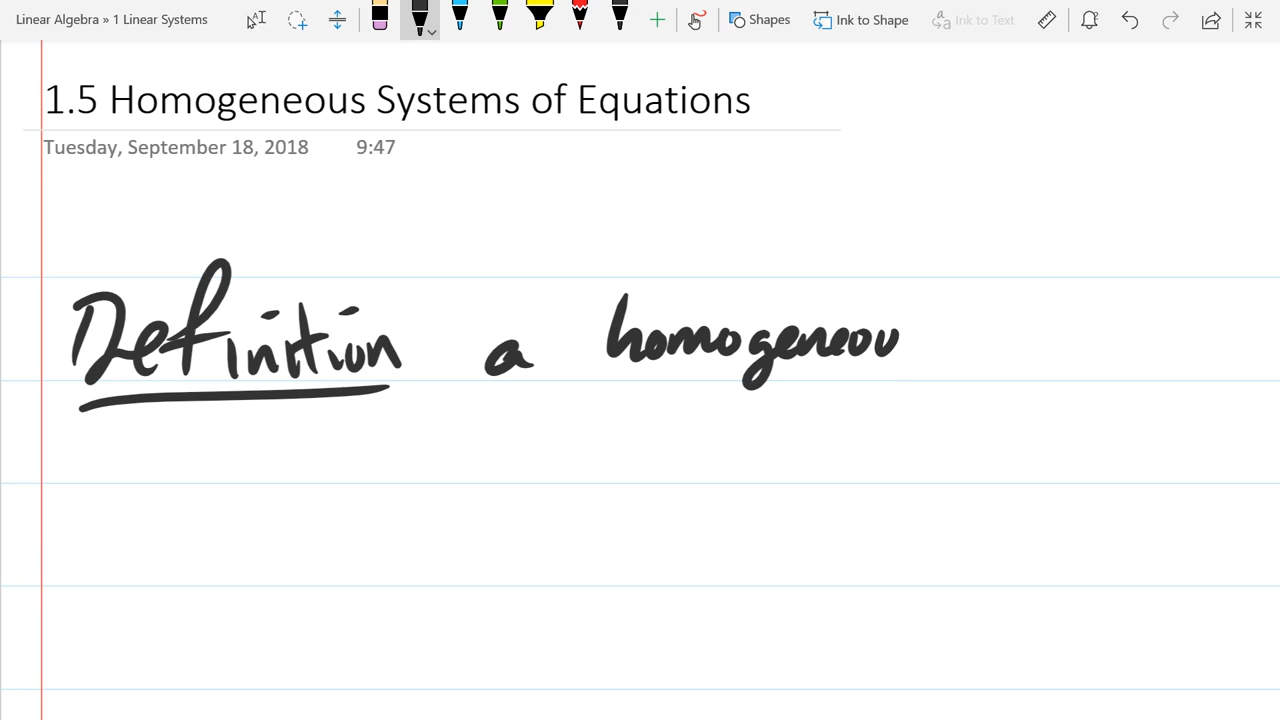 Linear Algebra » 1 Linear Systems
Shapes
Ink to Shape
Ink to Text
1.5 Homogeneous Systems of Equations
Tuesday, September 18, 2018 9:47
Definition a homogeneou